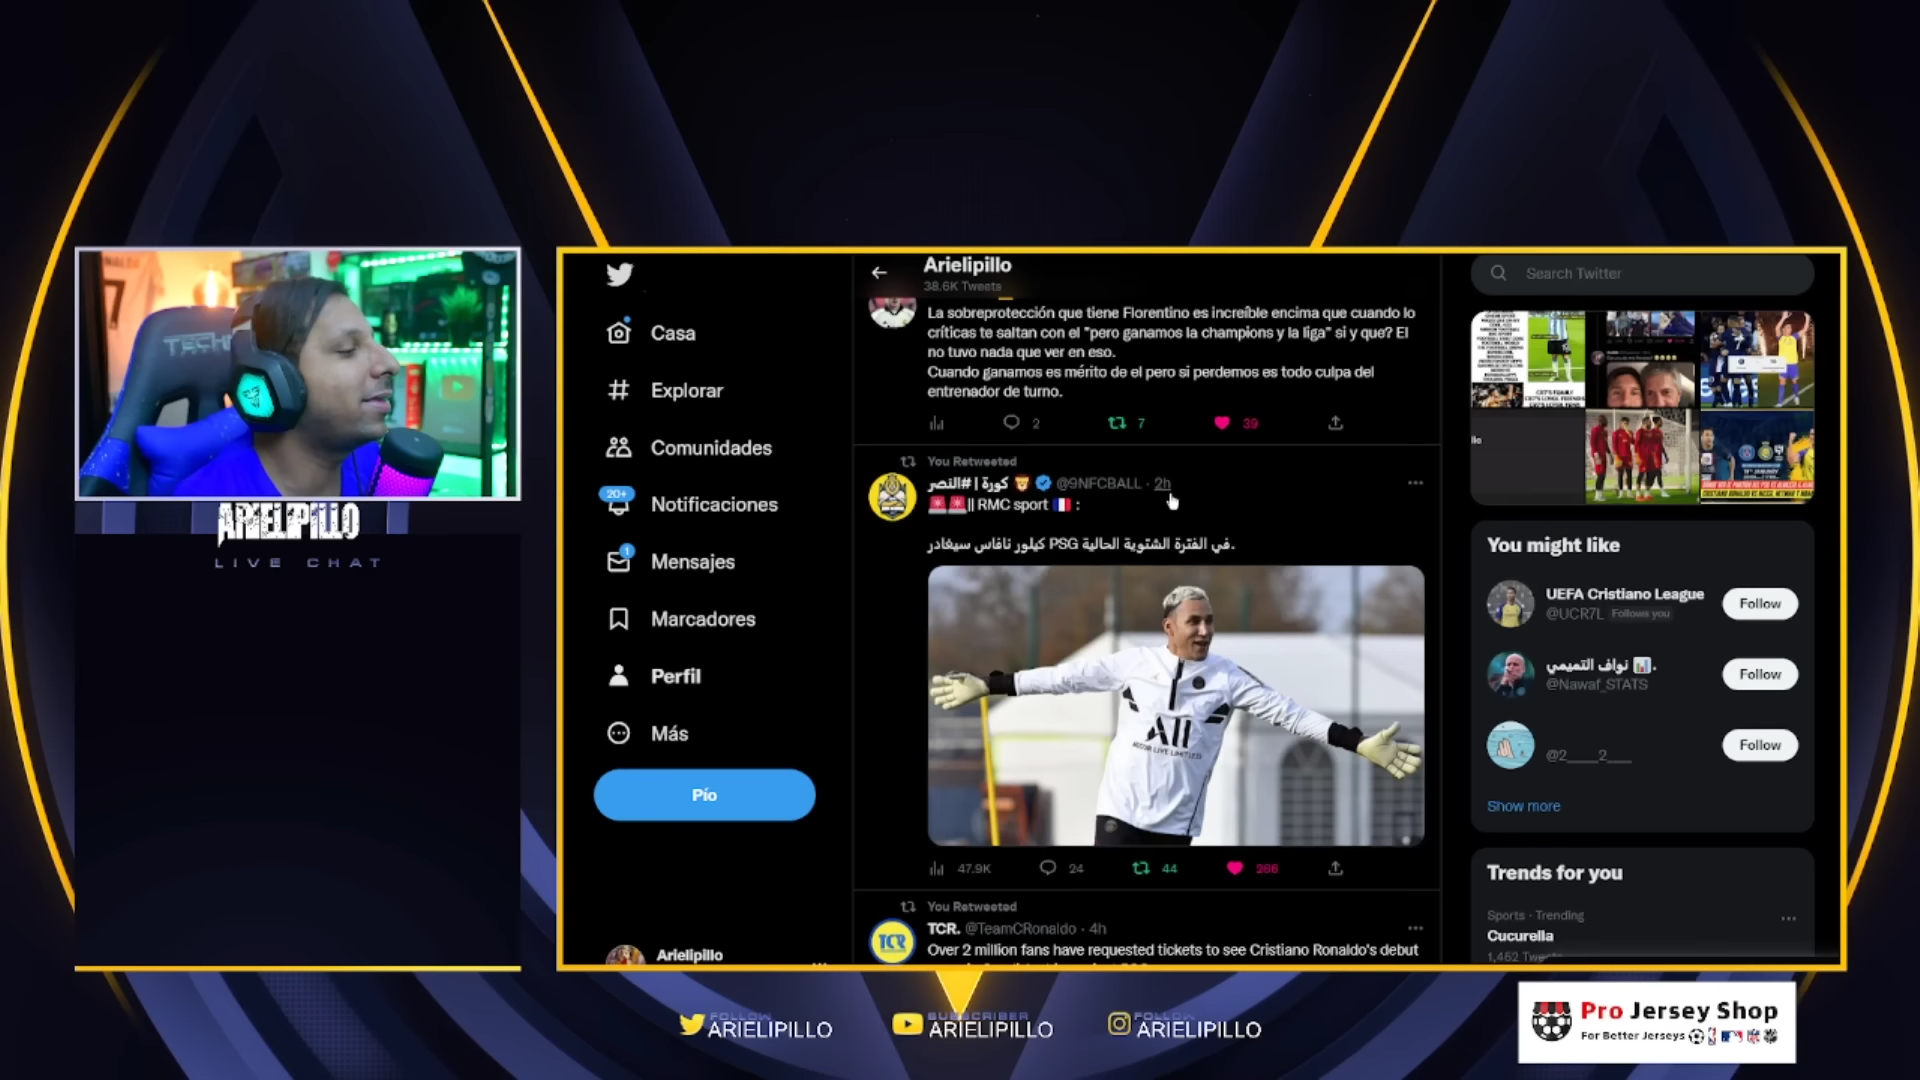 ARIELIPILLO
LIVE CHAT
Casa
Explorar
Comunidades
20+
Notificaciones
1
Mensajes
Marcadores
Perfil
Más
Pío
Arielipillo
Arielipillo
38.6K Tweets
La sobreprotección que tiene Florentino es increíble encima que cuando lo
críticas te saltan con el "pero ganamos la champions y la liga" si y que? El
no tuvo nada que ver en eso.
Cuando ganamos es mérito de el pero si perdemos es todo culpa del
entrenador de turno.
2 7 39
You Retweeted
كورة | #النصر @9NFCBALL · 2h
🚨🚨|| RMC sport 🇫🇷 :
كيلور نافاس سيغادر PSG في الفترة الشتوية الحالية.
47.9K 24 44 266
You Retweeted
TCR. @TeamCRonaldo · 4h
Over 2 million fans have requested tickets to see Cristiano Ronaldo's debut
Search Twitter
You might like
UEFA Cristiano League
@UCR7L Follows you
Follow
نواف التميمي 📊.
@Nawaf_STATS
Follow
Follow
Show more
Trends for you
Sports · Trending
Cucurella
1,462 Tweets
FOLLOW
ARIELIPILLO
SUBSCRIBER
ARIELIPILLO
FOLLOW
ARIELIPILLO
Pro Jersey Shop
For Better Jerseys